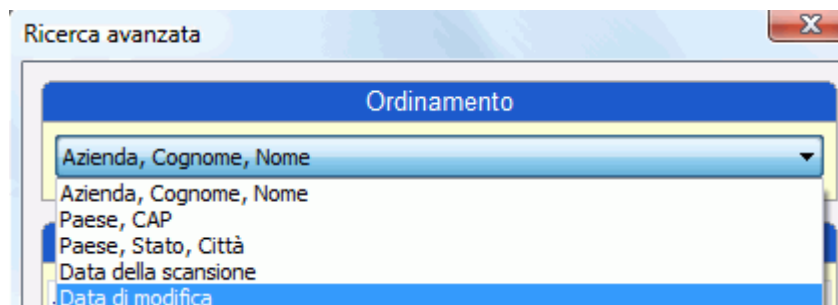 Ricerca avanzata
Ordinamento
Azienda, Cognome, Nome
Azienda, Cognome, Nome
Paese, CAP
Paese, Stato, Città
Data della scansione
Data di modifica